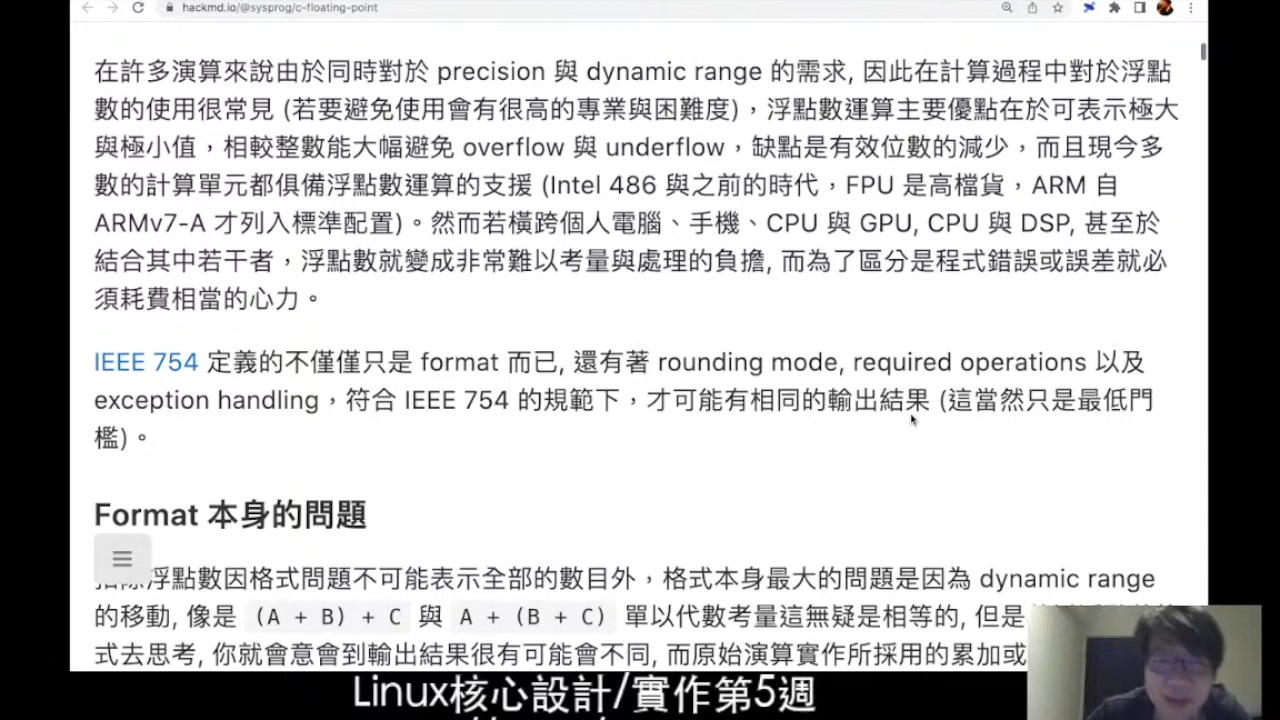 hackmd.io/@sysprog/c-floating-point
在許多演算來說由於同時對於 precision 與 dynamic range 的需求, 因此在計算過程中對於浮點
數的使用很常見 (若要避免使用會有很高的專業與困難度)，浮點數運算主要優點在於可表示極大
與極小值，相較整數能大幅避免 overflow 與 underflow，缺點是有效位數的減少，而且現今多
數的計算單元都俱備浮點數運算的支援 (Intel 486 與之前的時代，FPU 是高檔貨，ARM 自
ARMv7-A 才列入標準配置)。然而若橫跨個人電腦、手機、CPU 與 GPU, CPU 與 DSP, 甚至於
結合其中若干者，浮點數就變成非常難以考量與處理的負擔, 而為了區分是程式錯誤或誤差就必
須耗費相當的心力。
IEEE 754 定義的不僅僅只是 format 而已, 還有著 rounding mode, required operations 以及
exception handling，符合 IEEE 754 的規範下，才可能有相同的輸出結果 (這當然只是最低門
檻)。
Format 本身的問題
浮點數因格式問題不可能表示全部的數目外，格式本身最大的問題是因為 dynamic range
的移動, 像是 (A + B) + C 與 A + (B + C) 單以代數考量這無疑是相等的, 但是
式去思考, 你就會意會到輸出結果很有可能會不同, 而原始演算實作所採用的累加或
Linux核心設計/實作第5週